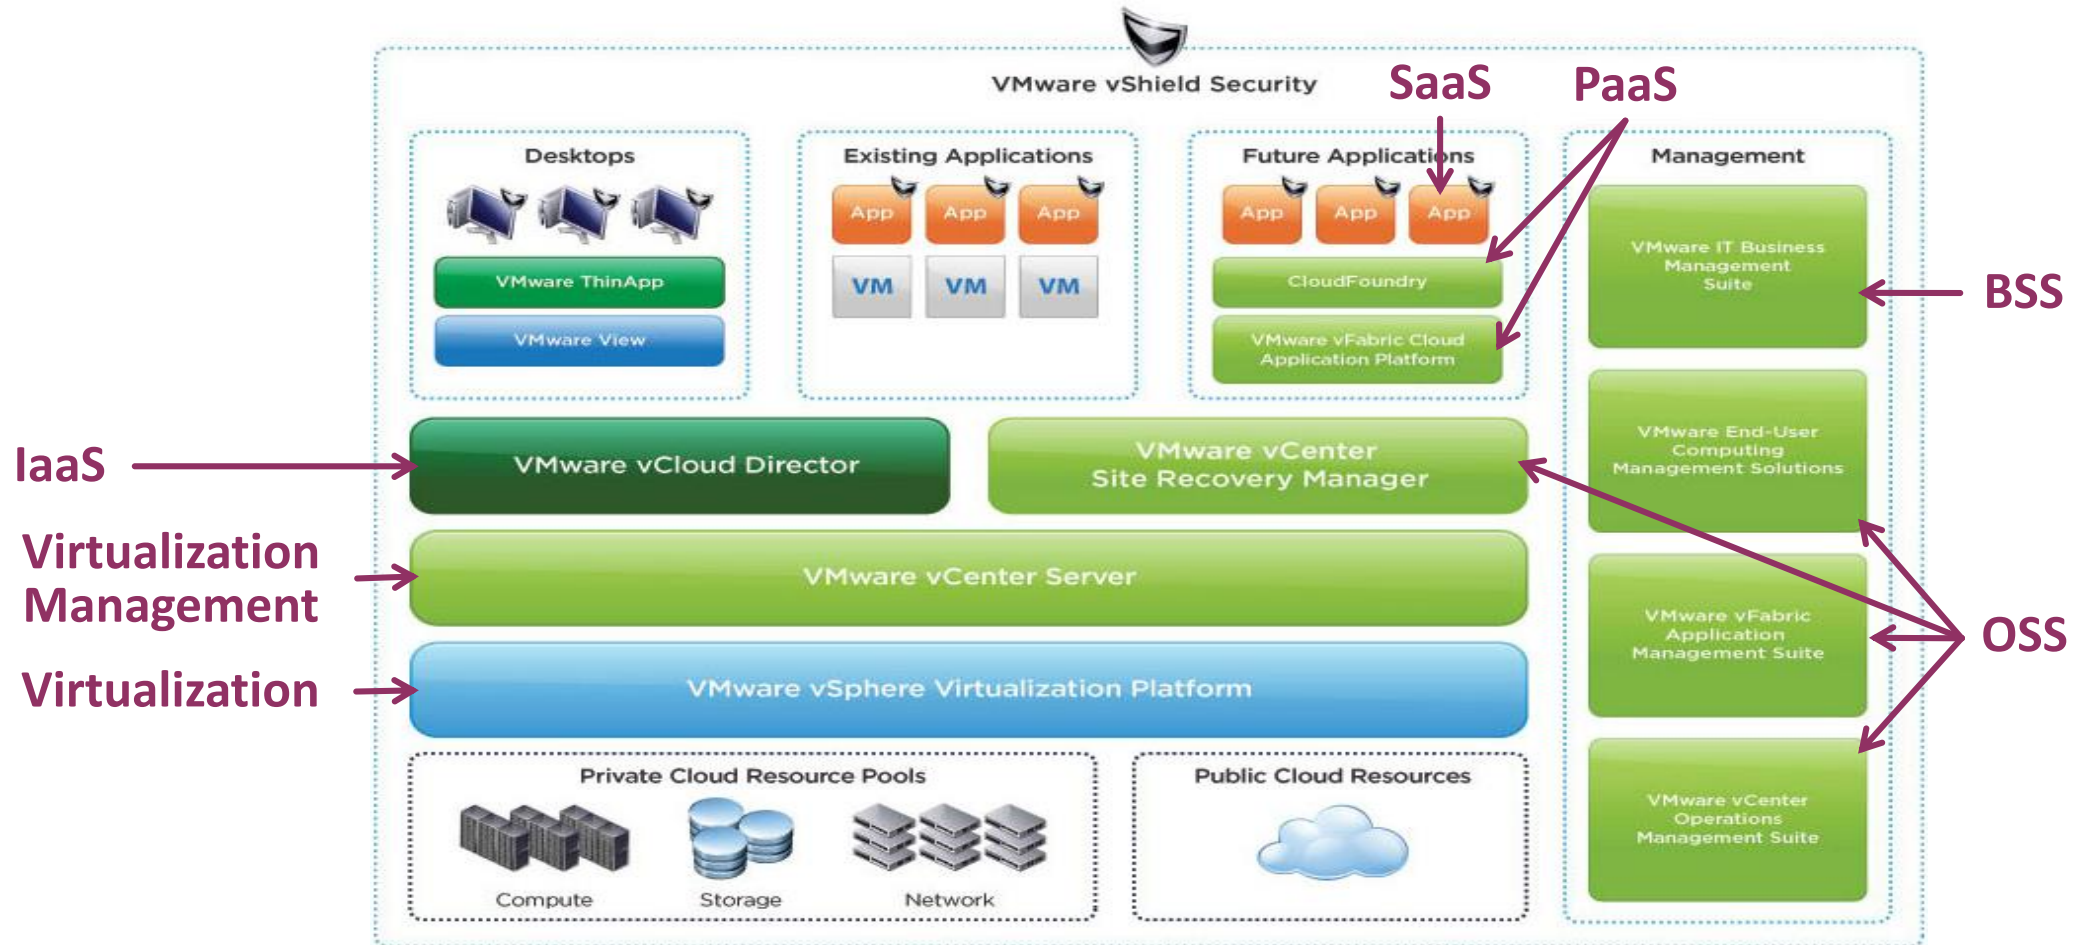 VMware vShield Security
SaaS
PaaS
Desktops
VMware ThinApp
VMware View
Existing Applications
App App App
VM VM VM
Future Applications
App App App
CloudFoundry
VMware vFabric Cloud
Application Platform
Management
VMware IT Business
Management
Suite
VMware End-User
Computing
Management Solutions
VMware vFabric
Application
Management Suite
VMware vCenter
Operations
Management Suite
BSS
OSS
IaaS
VMware vCloud Director
VMware vCenter
Site Recovery Manager
Virtualization
Management
VMware vCenter Server
Virtualization
VMware vSphere Virtualization Platform
Private Cloud Resource Pools
Compute
Storage
Network
Public Cloud Resources